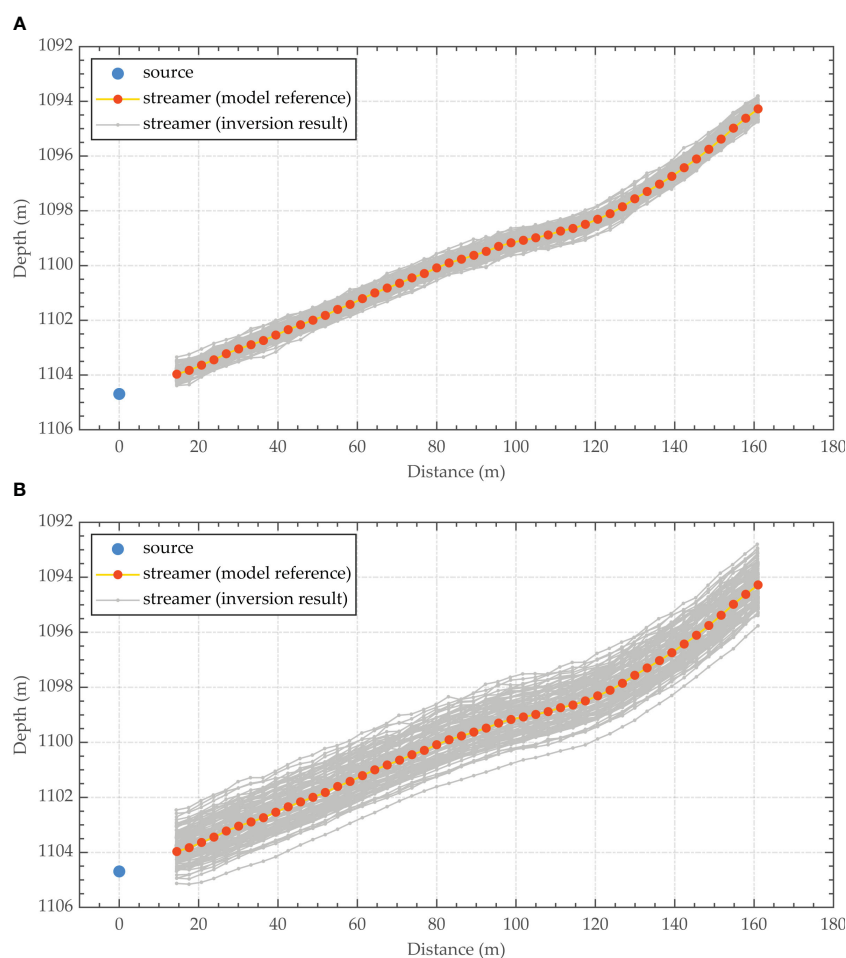 A
1092
1094
1096
1098
1100
1102
1104
1106
Depth (m)
source
streamer (model reference)
streamer (inversion result)
0 20 40 60 80 100 120 140 160 180
Distance (m)
B
1092
1094
1096
1098
1100
1102
1104
1106
Depth (m)
source
streamer (model reference)
streamer (inversion result)
0 20 40 60 80 100 120 140 160 180
Distance (m)